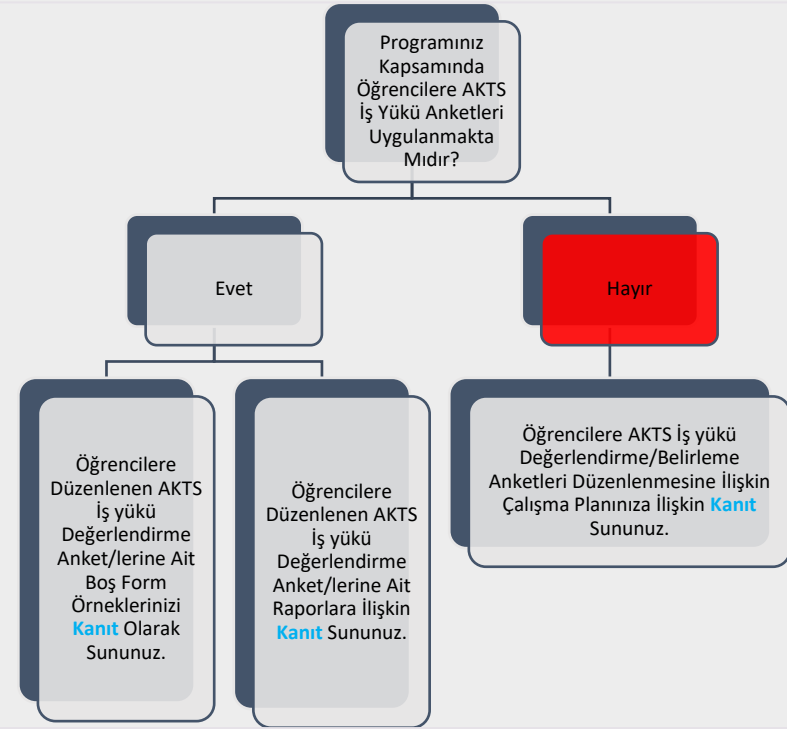 Programınız
Kapsamında
Öğrencilere AKTS
İş Yükü Anketleri
Uygulanmakta
Mıdır?
Evet
Hayır
Öğrencilere
Düzenlenen AKTS
İş yükü
Değerlendirme
Anket/lerine Ait
Boş Form
Örneklerinizi
Kanıt Olarak
Sununuz.
Öğrencilere
Düzenlenen AKTS
İş yükü
Değerlendirme
Anket/lerine Ait
Raporlara İlişkin
Kanıt Sununuz.
Öğrencilere AKTS İş yükü
Değerlendirme/Belirleme
Anketleri Düzenlenmesine İlişkin
Çalışma Planınıza İlişkin Kanıt
Sununuz.